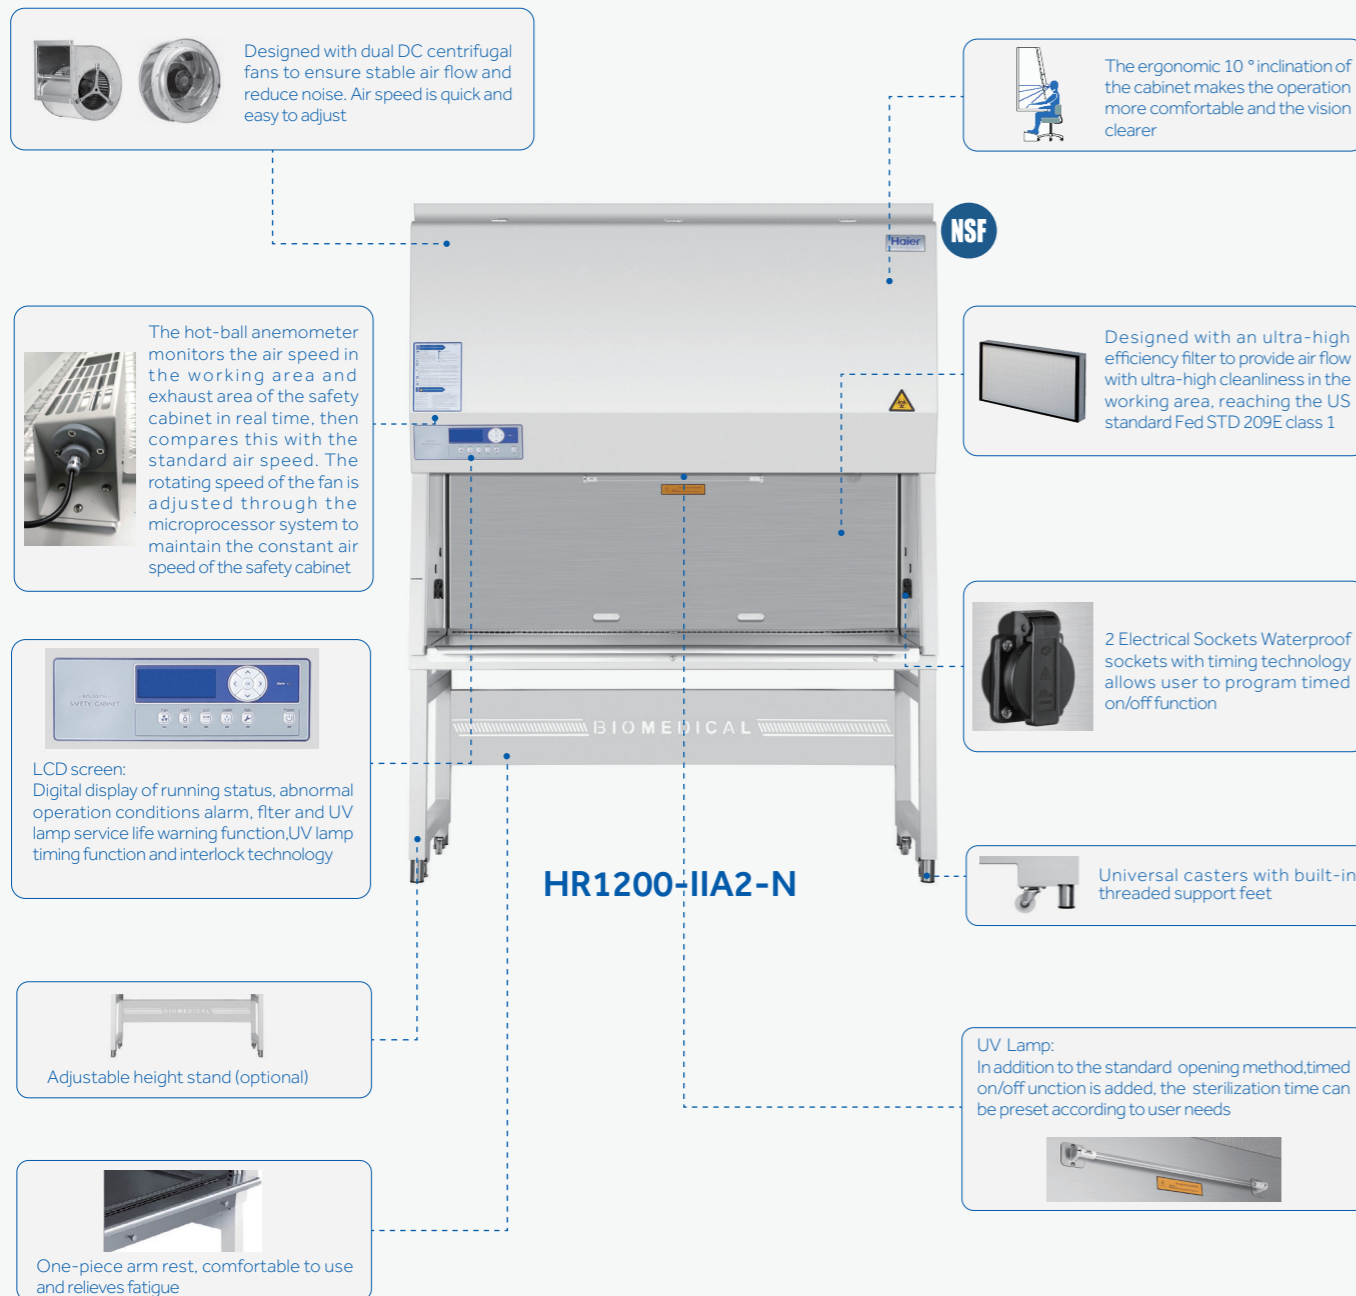 Designed with dual DC centrifugal
fans to ensure stable air flow and
reduce noise. Air speed is quick and
easy to adjust
The ergonomic 10 ° inclination of
the cabinet makes the operation
more comfortable and the vision
clearer
Haier
NSF
The hot-ball anemometer
monitors the air speed in
the working area and
exhaust area of the safety
cabinet in real time, then
compares this with the
standard air speed. The
rotating speed of the fan is
adjusted through the
microprocessor system to
maintain the constant air
speed of the safety cabinet
Designed with an ultra-high
efficiency filter to provide air flow
with ultra-high cleanliness in the
working area, reaching the US
standard Fed STD 209E class 1
2 Electrical Sockets Waterproof
sockets with timing technology
allows user to program timed
on/off function
BIOLOGICAL
SAFETY CABINET
Fan Light U.V. Outlet Set Power
OK
Alarm
LCD screen:
Digital display of running status, abnormal
operation conditions alarm, flter and UV
lamp service life warning function,UV lamp
timing function and interlock technology
BIOMEDICAL
HR1200-IIA2-N
Universal casters with built-in
threaded support feet
BIOMEDICAL
Adjustable height stand (optional)
UV Lamp:
In addition to the standard opening method,timed
on/off unction is added, the sterilization time can
be preset according to user needs
One-piece arm rest, comfortable to use
and relieves fatigue